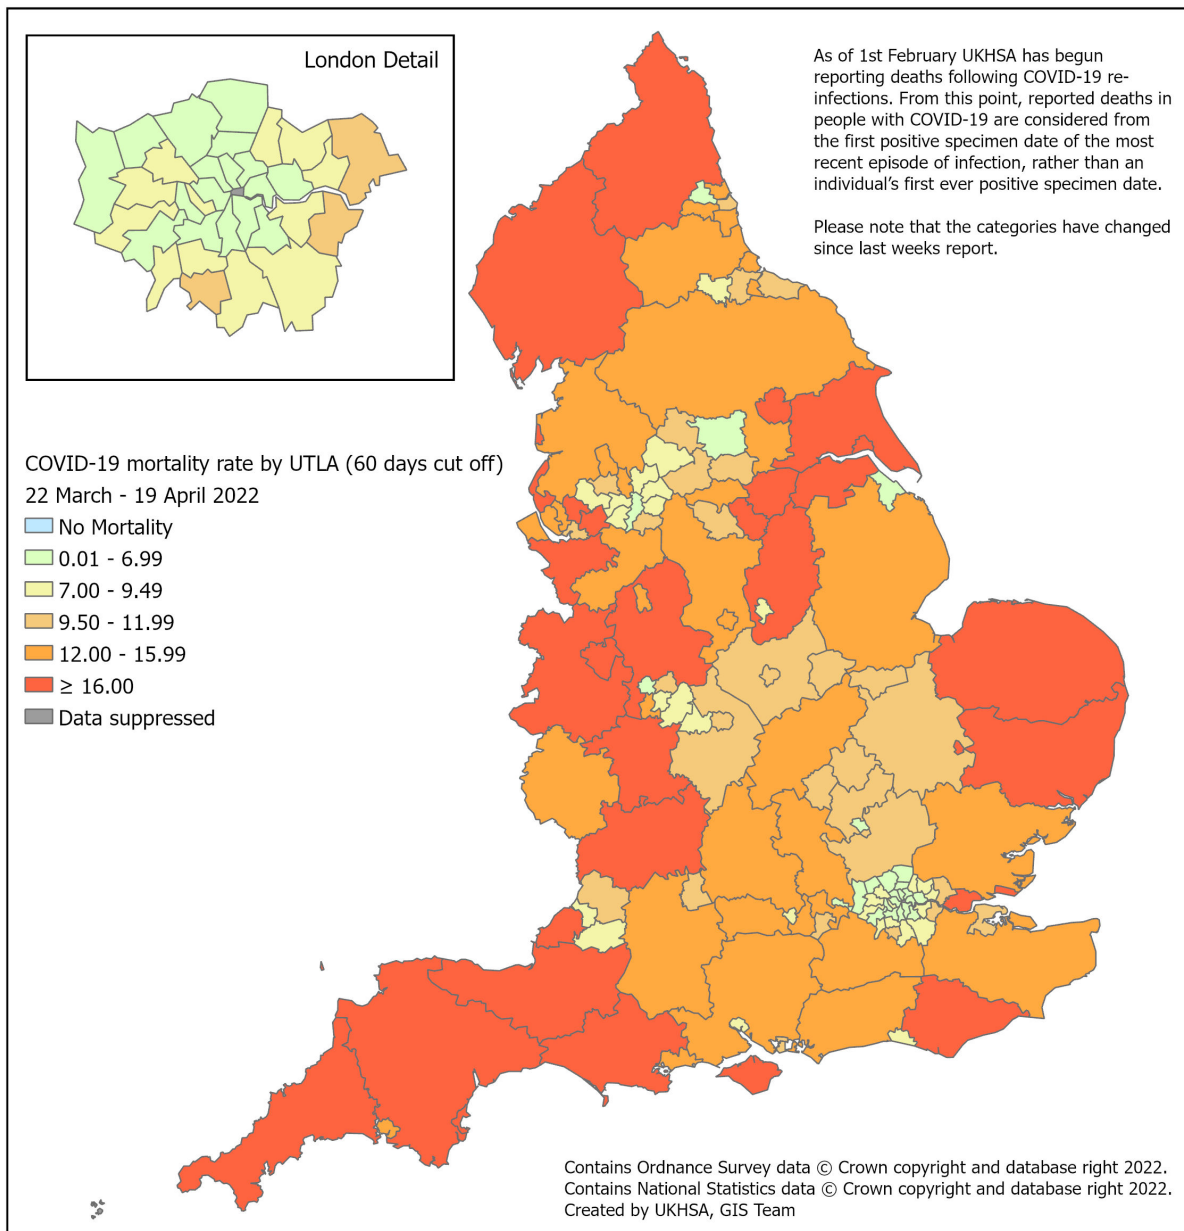 London Detail
As of 1st February UKHSA has begun
reporting deaths following COVID-19 re-
infections. From this point, reported deaths in
people with COVID-19 are considered from
the first positive specimen date of the most
recent episode of infection, rather than an
individual's first ever positive specimen date.
Please note that the categories have changed
since last weeks report.
COVID-19 mortality rate by UTLA (60 days cut off)
22 March - 19 April 2022
No Mortality
0.01 - 6.99
7.00 - 9.49
9.50 - 11.99
12.00 - 15.99
≥ 16.00
Data suppressed
Contains Ordnance Survey data © Crown copyright and database right 2022.
Contains National Statistics data © Crown copyright and database right 2022.
Created by UKHSA, GIS Team